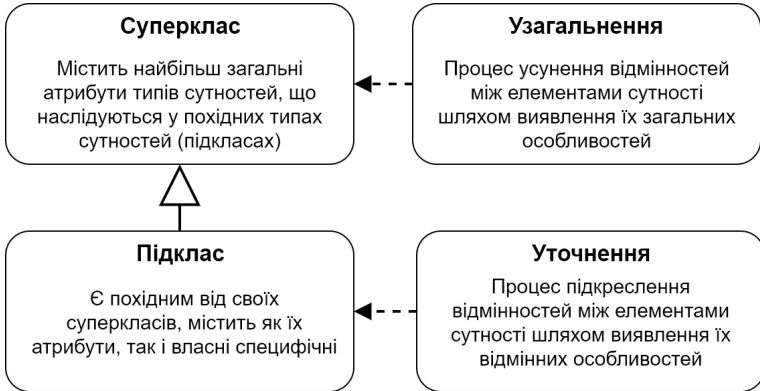 Суперклас
Містить найбільш загальні
атрибути типів сутностей, що
наслідуються у похідних типах
сутностей (підкласах)
Узагальнення
Процес усунення відмінностей
між елементами сутності
шляхом виявлення їх загальних
особливостей
Підклас
Є похідним від своїх
суперкласів, містить як їх
атрибути, так і власні специфічні
Уточнення
Процес підкреслення
відмінностей між елементами
сутності шляхом виявлення їх
відмінних особливостей